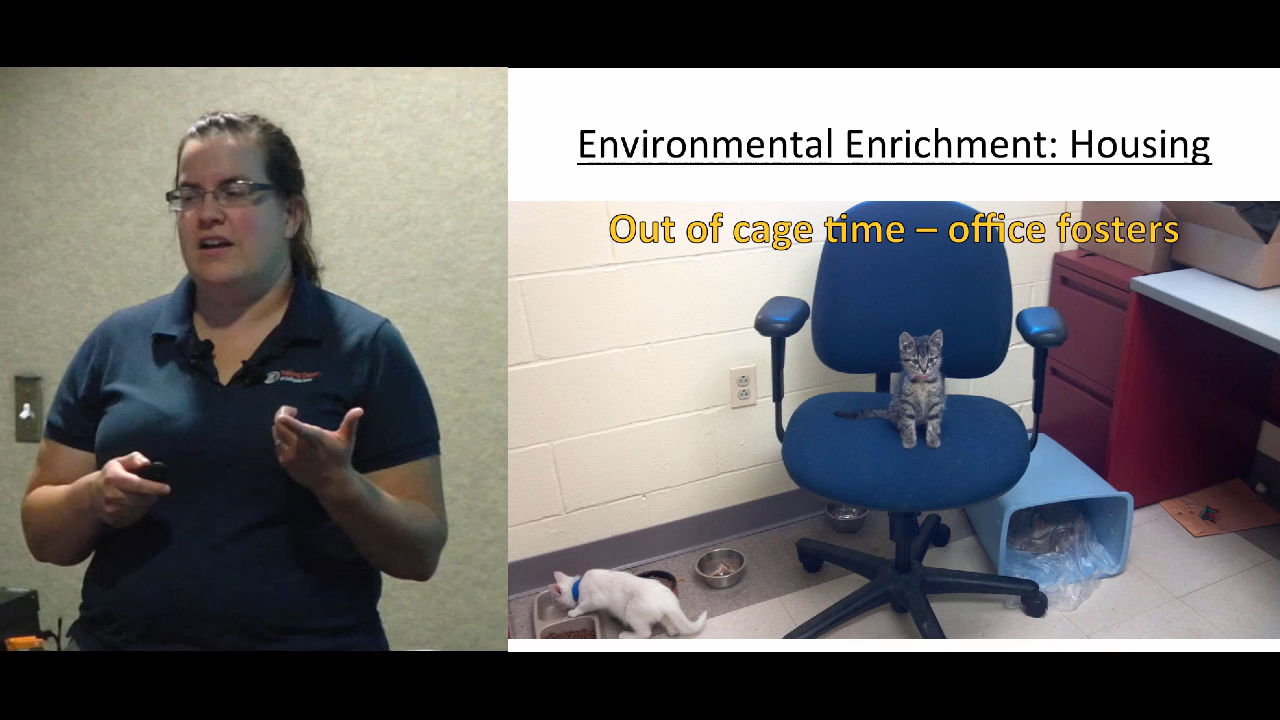 Environmental Enrichment: Housing
Out of cage time – office fosters